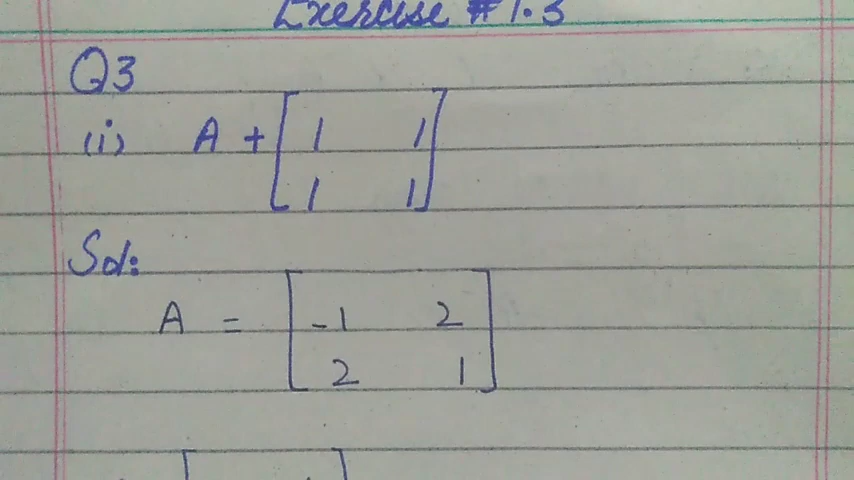 Exercise # 1.3
Q3
(i) A + [1 1
1 1]
Sol:
A = [-1 2
2 1]